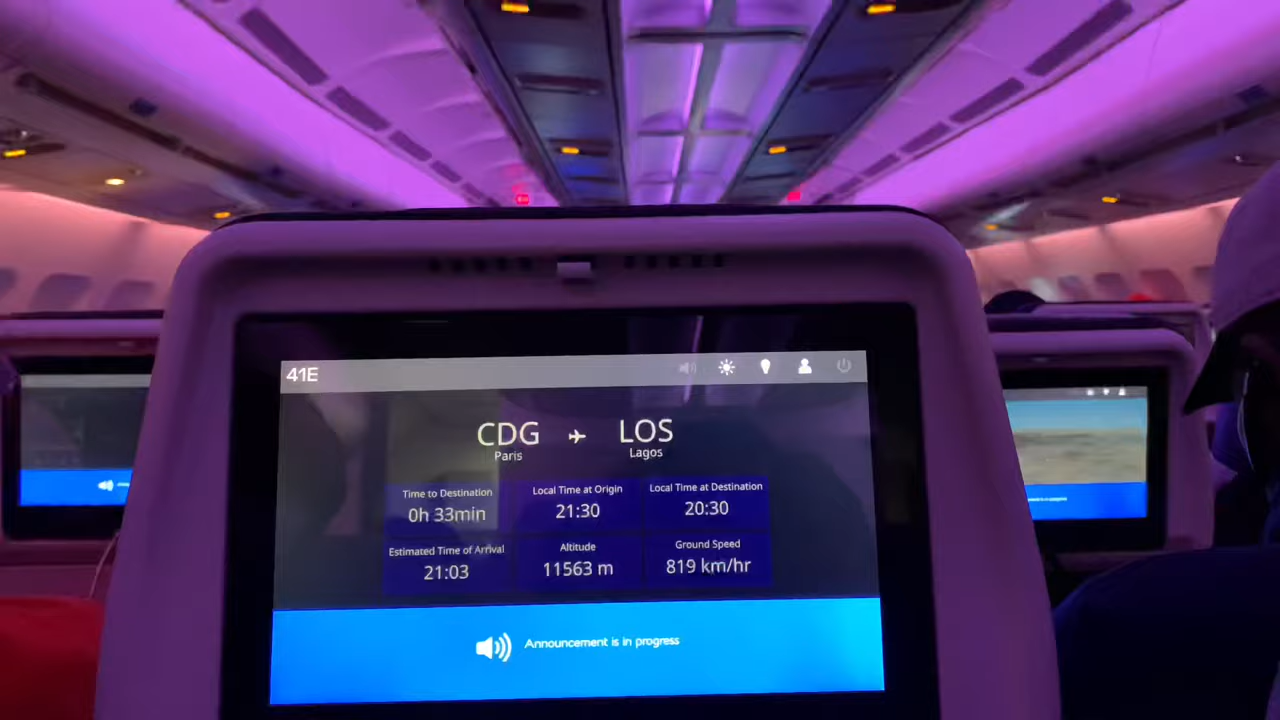 41E
CDG LOS
Paris Lagos
Time to Destination Local Time at Origin Local Time at Destination
0h 33min 21:30 20:30
Estimated Time of Arrival Altitude Ground Speed
21:03 11563 m 819 km/hr
Announcement is in progress